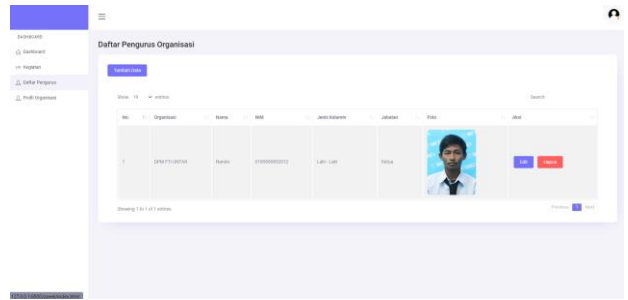 DASHBOARD
Dashboard
Kegiatan
Daftar Pengurus
Profil Organisasi
Daftar Pengurus Organisasi
Tambah Data
Show 10 entries
Search:
No Organisasi Nama NIM Jenis Kelamin Jabatan Foto Aksi
1 Nanda Laki - Laki Ketua Edit Hapus
Showing 1 to 1 of 1 entries
Previous 1 Next